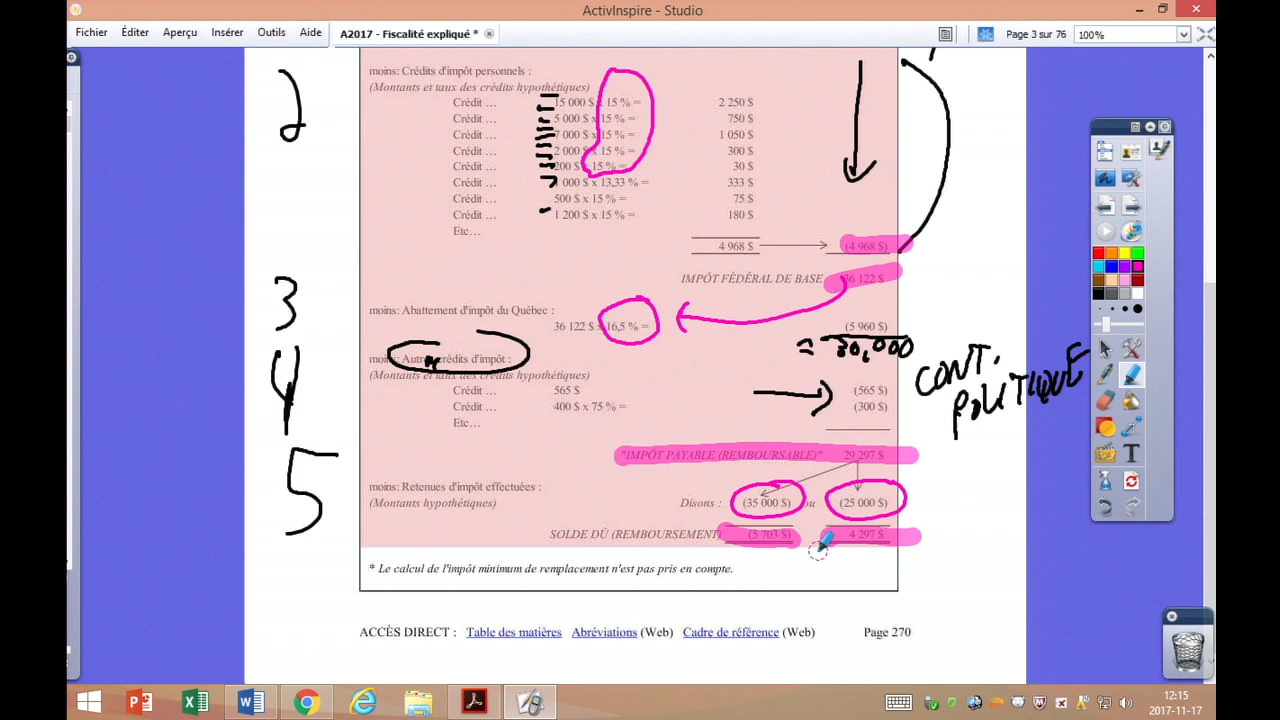 ActivInspire - Studio
Fichier Éditer Aperçu Insérer Outils Aide
A2017 - Fiscalité expliqué *
Page 3 sur 76
100%
moins: Crédits d'impôt personnels :
(Montants et taux des crédits hypothétiques)
Crédit … 15 000 $ x 15 % = 2 250 $
Crédit … 5 000 $ x 15 % = 750 $
Crédit … 7 000 $ x 15 % = 1 050 $
Crédit … 2 000 $ x 15 % = 300 $
Crédit … 200 $ x 15 % = 30 $
Crédit … 1 000 $ x 13,33 % = 333 $
Crédit … 500 $ x 15 % = 75 $
Crédit … 1 200 $ x 15 % = 180 $
Etc…
4 968 $ (4 968 $)
IMPÔT FÉDÉRAL DE BASE 36 122 $
moins: Abattement d'impôt du Québec :
36 122 $ x 16,5 % = (5 960 $)
≈ 30,000
moins: Autres crédits d'impôt :
(Montants et taux des crédits hypothétiques)
Crédit … 565 $ (565 $)
Crédit … 400 $ x 75 % = (300 $)
Etc…
CONT. POLITIQUE
"IMPÔT PAYABLE (REMBOURSABLE)" 29 297 $
moins: Retenues d'impôt effectuées :
(Montants hypothétiques) Disons : (35 000 $) ou (25 000 $)
SOLDE DÛ (REMBOURSEMENT) (5 703 $) 4 297 $
* Le calcul de l'impôt minimum de remplacement n'est pas pris en compte.
ACCÈS DIRECT : Table des matières Abréviations (Web) Cadre de référence (Web) Page 270
2
3
4
5
12:15
2017-11-17